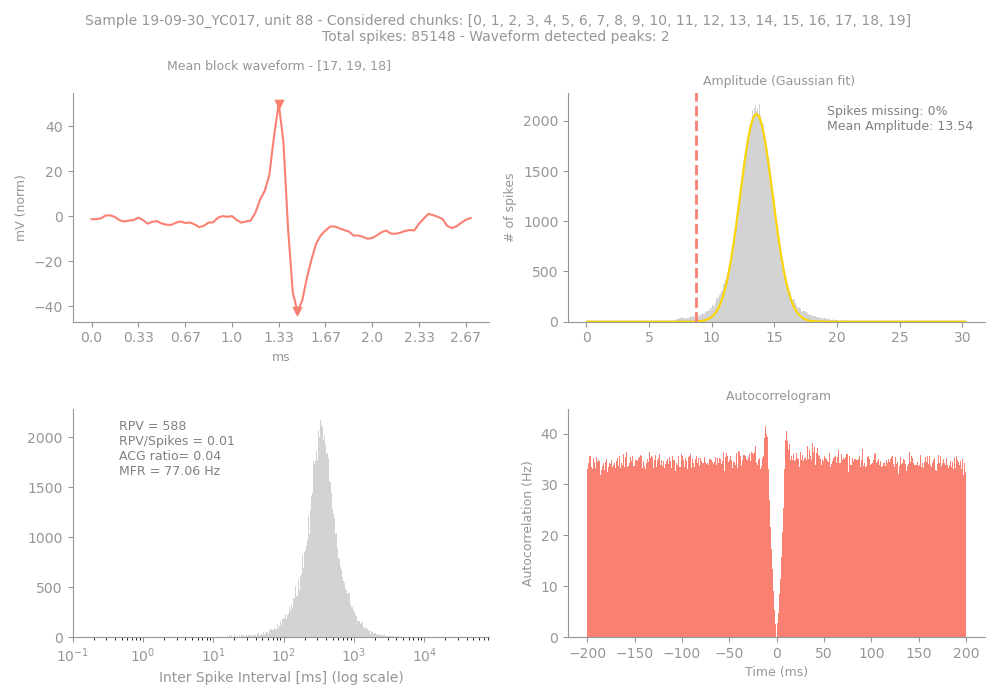 Sample 19-09-30_YC017, unit 88 - Considered chunks: [0, 1, 2, 3, 4, 5, 6, 7, 8, 9, 10, 11, 12, 13, 14, 15, 16, 17, 18, 19]
Total spikes: 85148 - Waveform detected peaks: 2
Mean block waveform - [17, 19, 18]
mV (norm)
40
20
0
−20
−40
0.0 0.33 0.67 1.0 1.33 1.67 2.0 2.33 2.67
ms
Amplitude (Gaussian fit)
Spikes missing: 0%
Mean Amplitude: 13.54
# of spikes
2000
1500
1000
500
0
0 5 10 15 20 25 30
RPV = 588
RPV/Spikes = 0.01
ACG ratio= 0.04
MFR = 77.06 Hz
2000
1500
1000
500
0
10⁻¹ 10⁰ 10¹ 10² 10³ 10⁴
Inter Spike Interval [ms] (log scale)
Autocorrelogram
Autocorrelation (Hz)
40
30
20
10
0
−200 −150 −100 −50 0 50 100 150 200
Time (ms)